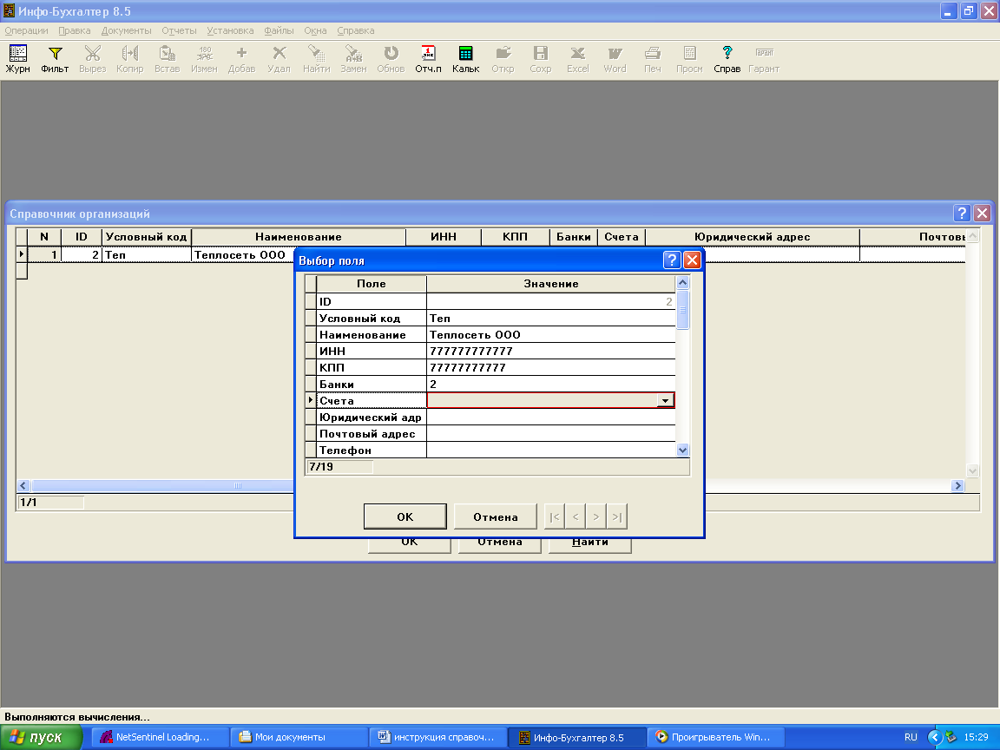 Инфо-Бухгалтер 8.5
Операции Правка Документы Отчеты Установка Файлы Окна Справка
Журн Фильт Вырез Копир Встав Измен Добав Удал Найти Замен Обнов Отч.п Кальк Откр Сохр Excel Word Печ Просм Справ Гарант
Справочник организаций
N ID Условный код Наименование ИНН КПП Банки Счета Юридический адрес Почтовы
1 2 Теп Теплосеть ООО
Выбор поля
Поле Значение
ID 2
Условный код Теп
Наименование Теплосеть ООО
ИНН 777777777777
КПП 77777777777
Банки 2
Счета
Юридический адр
Почтовый адрес
Телефон
7/19
1/1
ОК Отмена |< < > >|
ОК Отмена Найти
Выполняются вычисления...
пуск NetSentinel Loading... Мои документы инструкция справоч... Инфо-Бухгалтер 8.5 Проигрыватель Win... RU 15:29